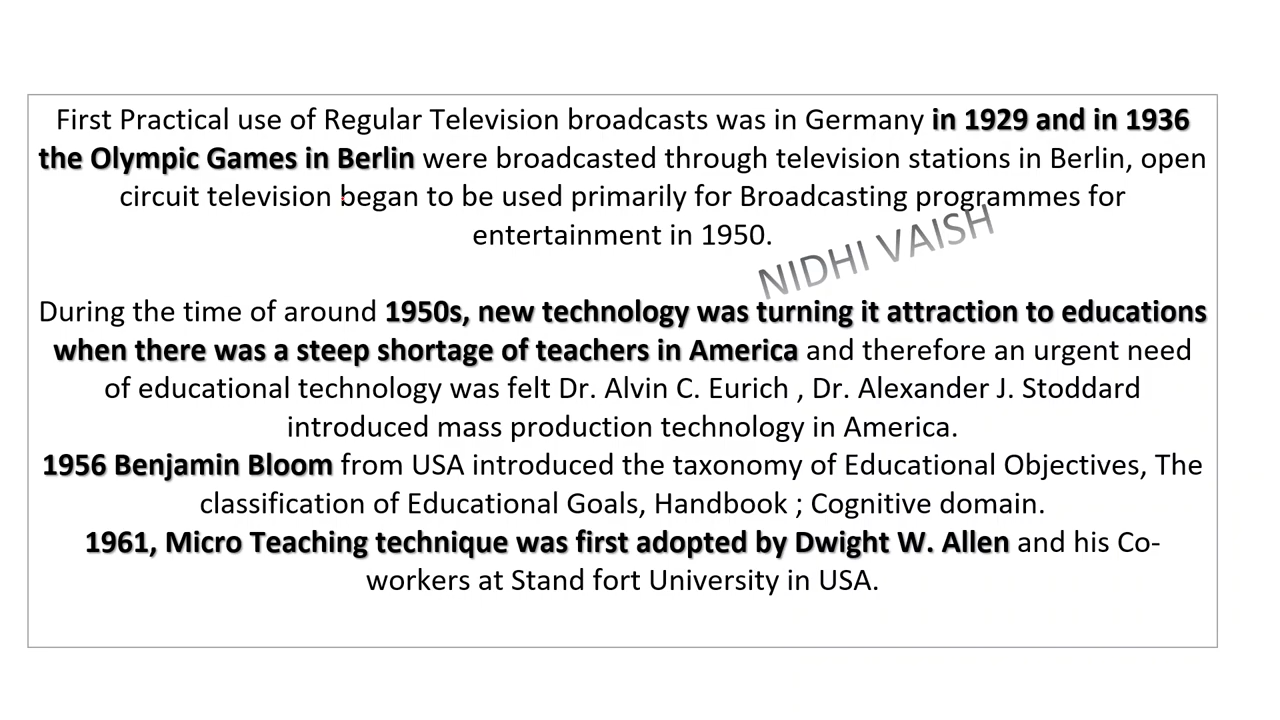 First Practical use of Regular Television broadcasts was in Germany in 1929 and in 1936
the Olympic Games in Berlin were broadcasted through television stations in Berlin, open
circuit television began to be used primarily for Broadcasting programmes for
entertainment in 1950.
NIDHI VAISH
During the time of around 1950s, new technology was turning it attraction to educations
when there was a steep shortage of teachers in America and therefore an urgent need
of educational technology was felt Dr. Alvin C. Eurich , Dr. Alexander J. Stoddard
introduced mass production technology in America.
1956 Benjamin Bloom from USA introduced the taxonomy of Educational Objectives, The
classification of Educational Goals, Handbook ; Cognitive domain.
1961, Micro Teaching technique was first adopted by Dwight W. Allen and his Co-
workers at Stand fort University in USA.